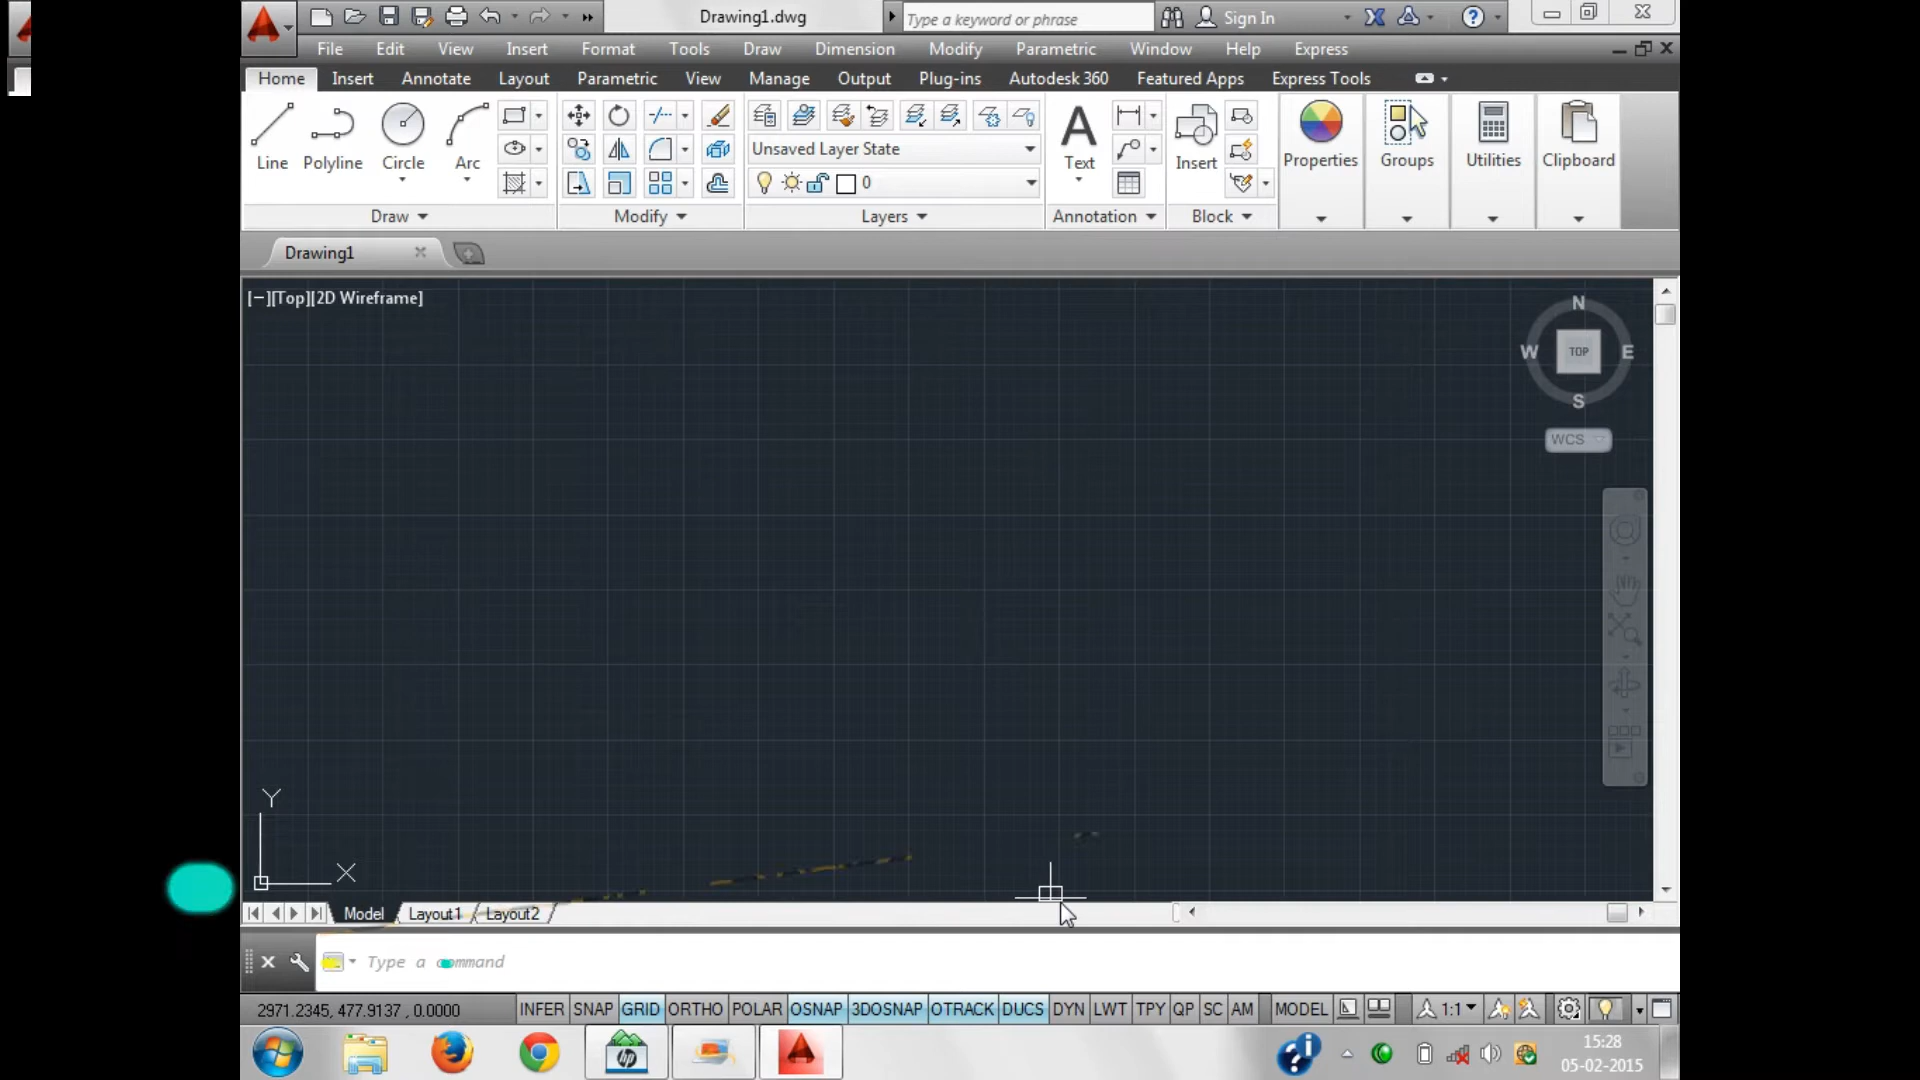 Drawing1.dwg
Type a keyword or phrase
Sign In
File Edit View Insert Format Tools Draw Dimension Modify Parametric Window Help Express
Home Insert Annotate Layout Parametric View Manage Output Plug-ins Autodesk 360 Featured Apps Express Tools
Unsaved Layer State
0
Line Polyline Circle Arc
Text Insert Properties Groups Utilities Clipboard
Draw Modify Layers Annotation Block
Drawing1
[−][Top][2D Wireframe]
N
W TOP E
S
WCS
Y
X
Model Layout1 Layout2
Type a command
2971.2345, 477.9137 , 0.0000 INFER SNAP GRID ORTHO POLAR OSNAP 3DOSNAP OTRACK DUCS DYN LWT TPY QP SC AM MODEL 1:1
hp
15:28
05-02-2015